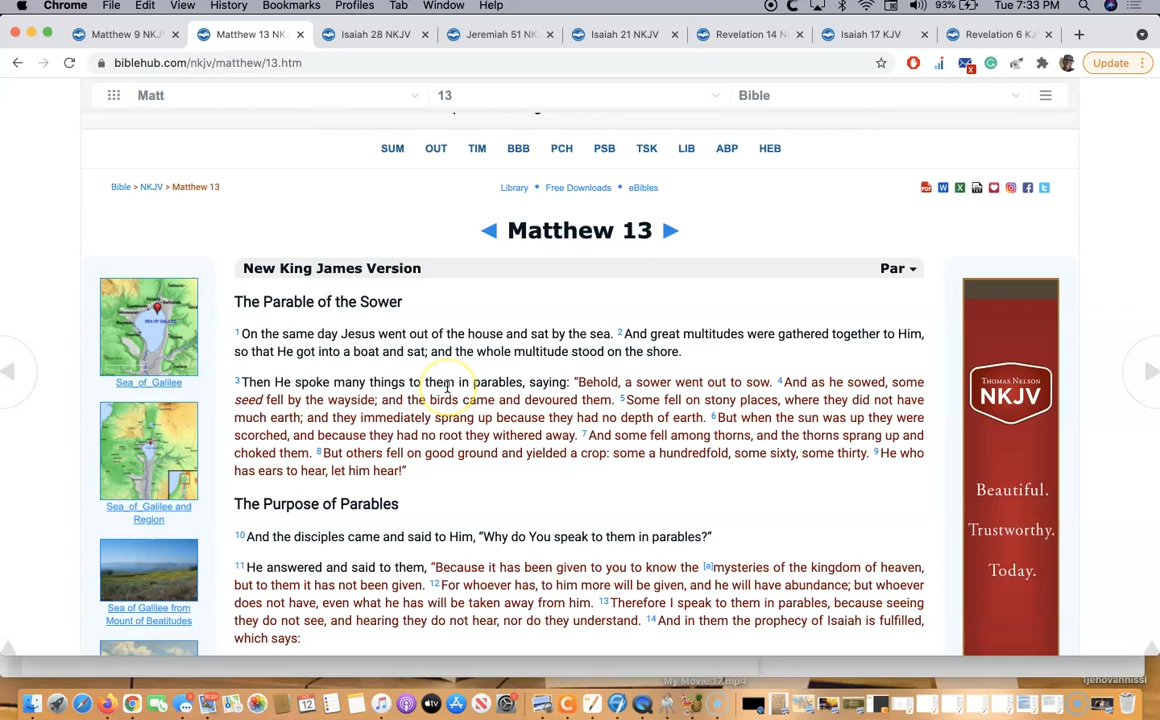 Chrome File Edit View History Bookmarks Profiles Tab Window Help 93% Tue 7:33 PM
Matthew 9 NKJV Matthew 13 NK Isaiah 28 NKJV Jeremiah 51 NK Isaiah 21 NKJV Revelation 14 N Isaiah 17 KJV Revelation 6 KJ
biblehub.com/nkjv/matthew/13.htm Update
Matt 13 Bible
SUM OUT TIM BBB PCH PSB TSK LIB ABP HEB
Bible > NKJV > Matthew 13 Library • Free Downloads • eBibles
Matthew 13
New King James Version Par
The Parable of the Sower
1 On the same day Jesus went out of the house and sat by the sea. 2 And great multitudes were gathered together to Him,
so that He got into a boat and sat; and the whole multitude stood on the shore.
3 Then He spoke many things to them in parables, saying: “Behold, a sower went out to sow. 4 And as he sowed, some
seed fell by the wayside; and the birds came and devoured them. 5 Some fell on stony places, where they did not have
much earth; and they immediately sprang up because they had no depth of earth. 6 But when the sun was up they were
scorched, and because they had no root they withered away. 7 And some fell among thorns, and the thorns sprang up and
choked them. 8 But others fell on good ground and yielded a crop: some a hundredfold, some sixty, some thirty. 9 He who
has ears to hear, let him hear!”
The Purpose of Parables
10 And the disciples came and said to Him, “Why do You speak to them in parables?”
11 He answered and said to them, “Because it has been given to you to know the [a]mysteries of the kingdom of heaven,
but to them it has not been given. 12 For whoever has, to him more will be given, and he will have abundance; but whoever
does not have, even what he has will be taken away from him. 13 Therefore I speak to them in parables, because seeing
they do not see, and hearing they do not hear, nor do they understand. 14 And in them the prophecy of Isaiah is fulfilled,
which says:
Sea_of_Galilee
Sea_of_Galilee and
Region
Sea of Galilee from
Mount of Beatitudes
THOMAS NELSON
NKJV
Beautiful.
Trustworthy.
Today.
My Movie 17.mp4
Tjehovannissi